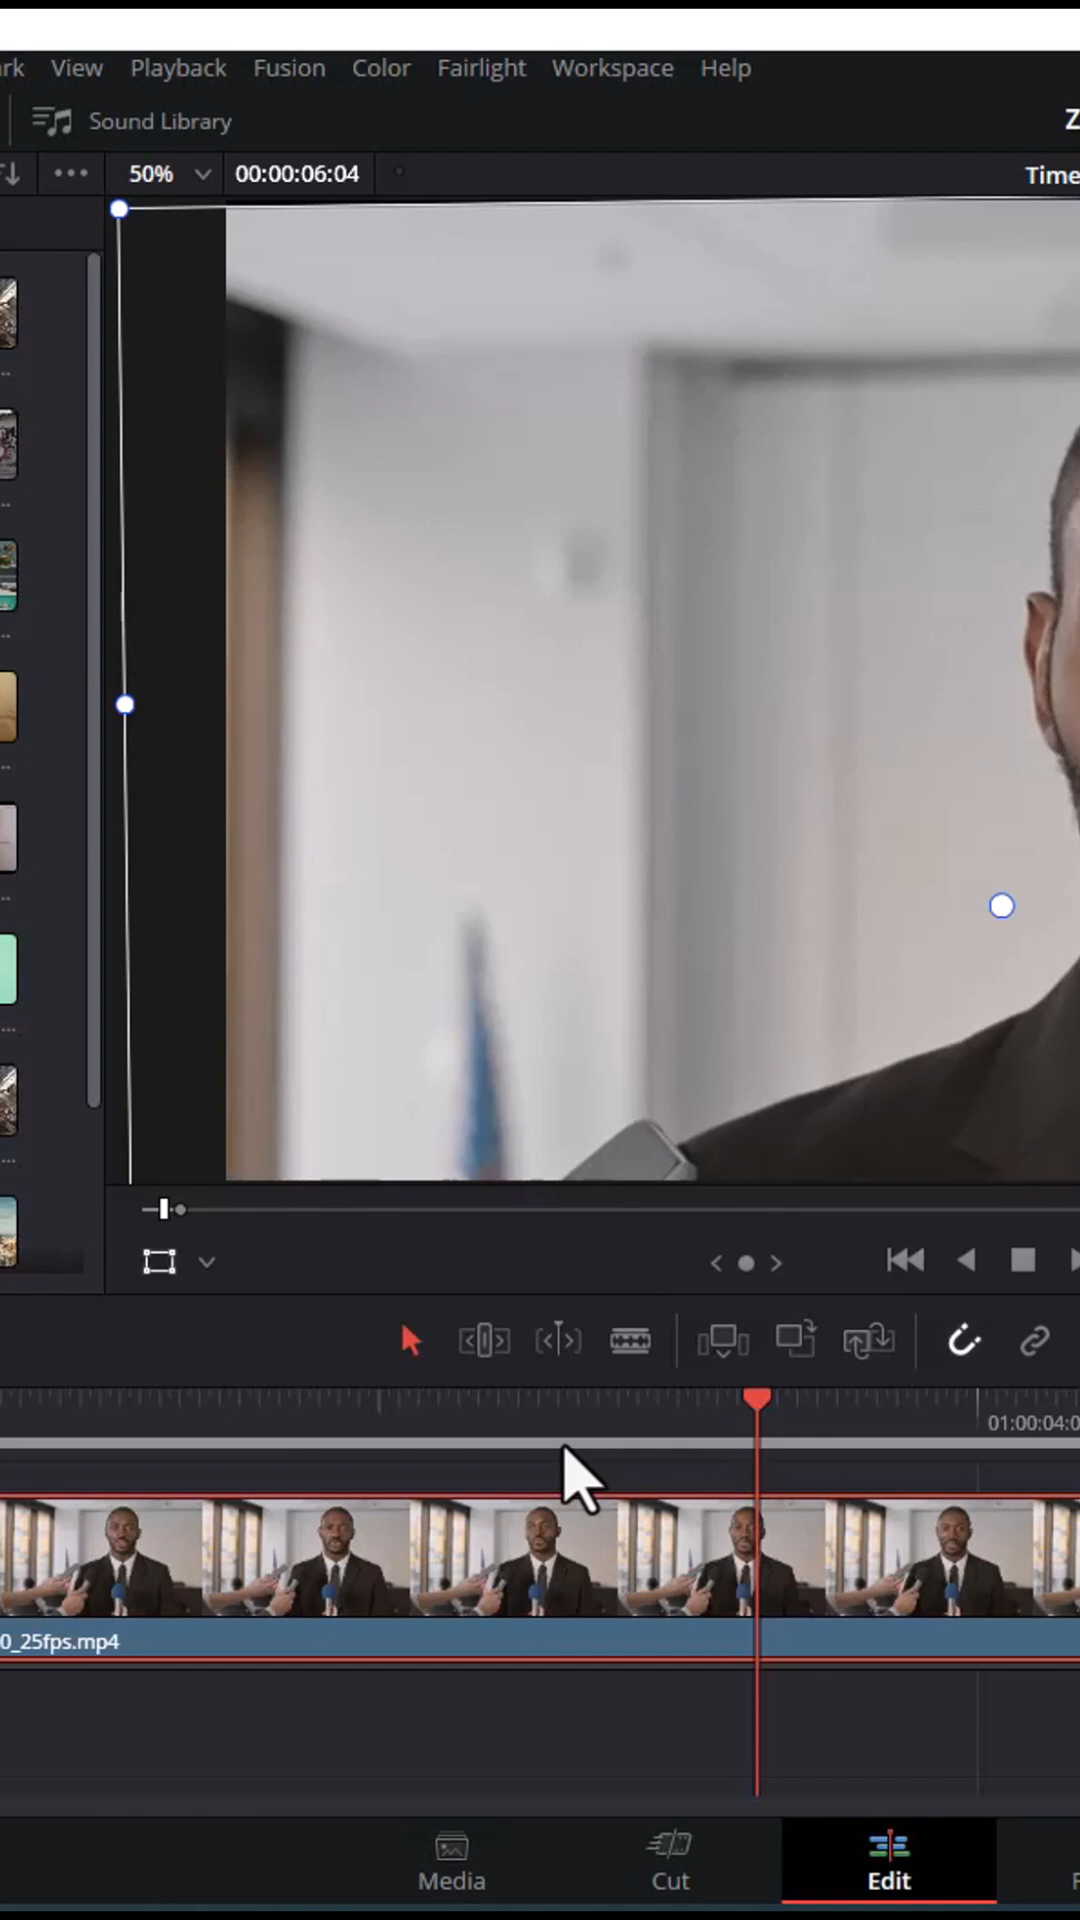 rk View Playback Fusion Color Fairlight Workspace Help
Sound Library
Z
50% 00:00:06:04
Time
01:00:04:0
0_25fps.mp4
Media Cut Edit F